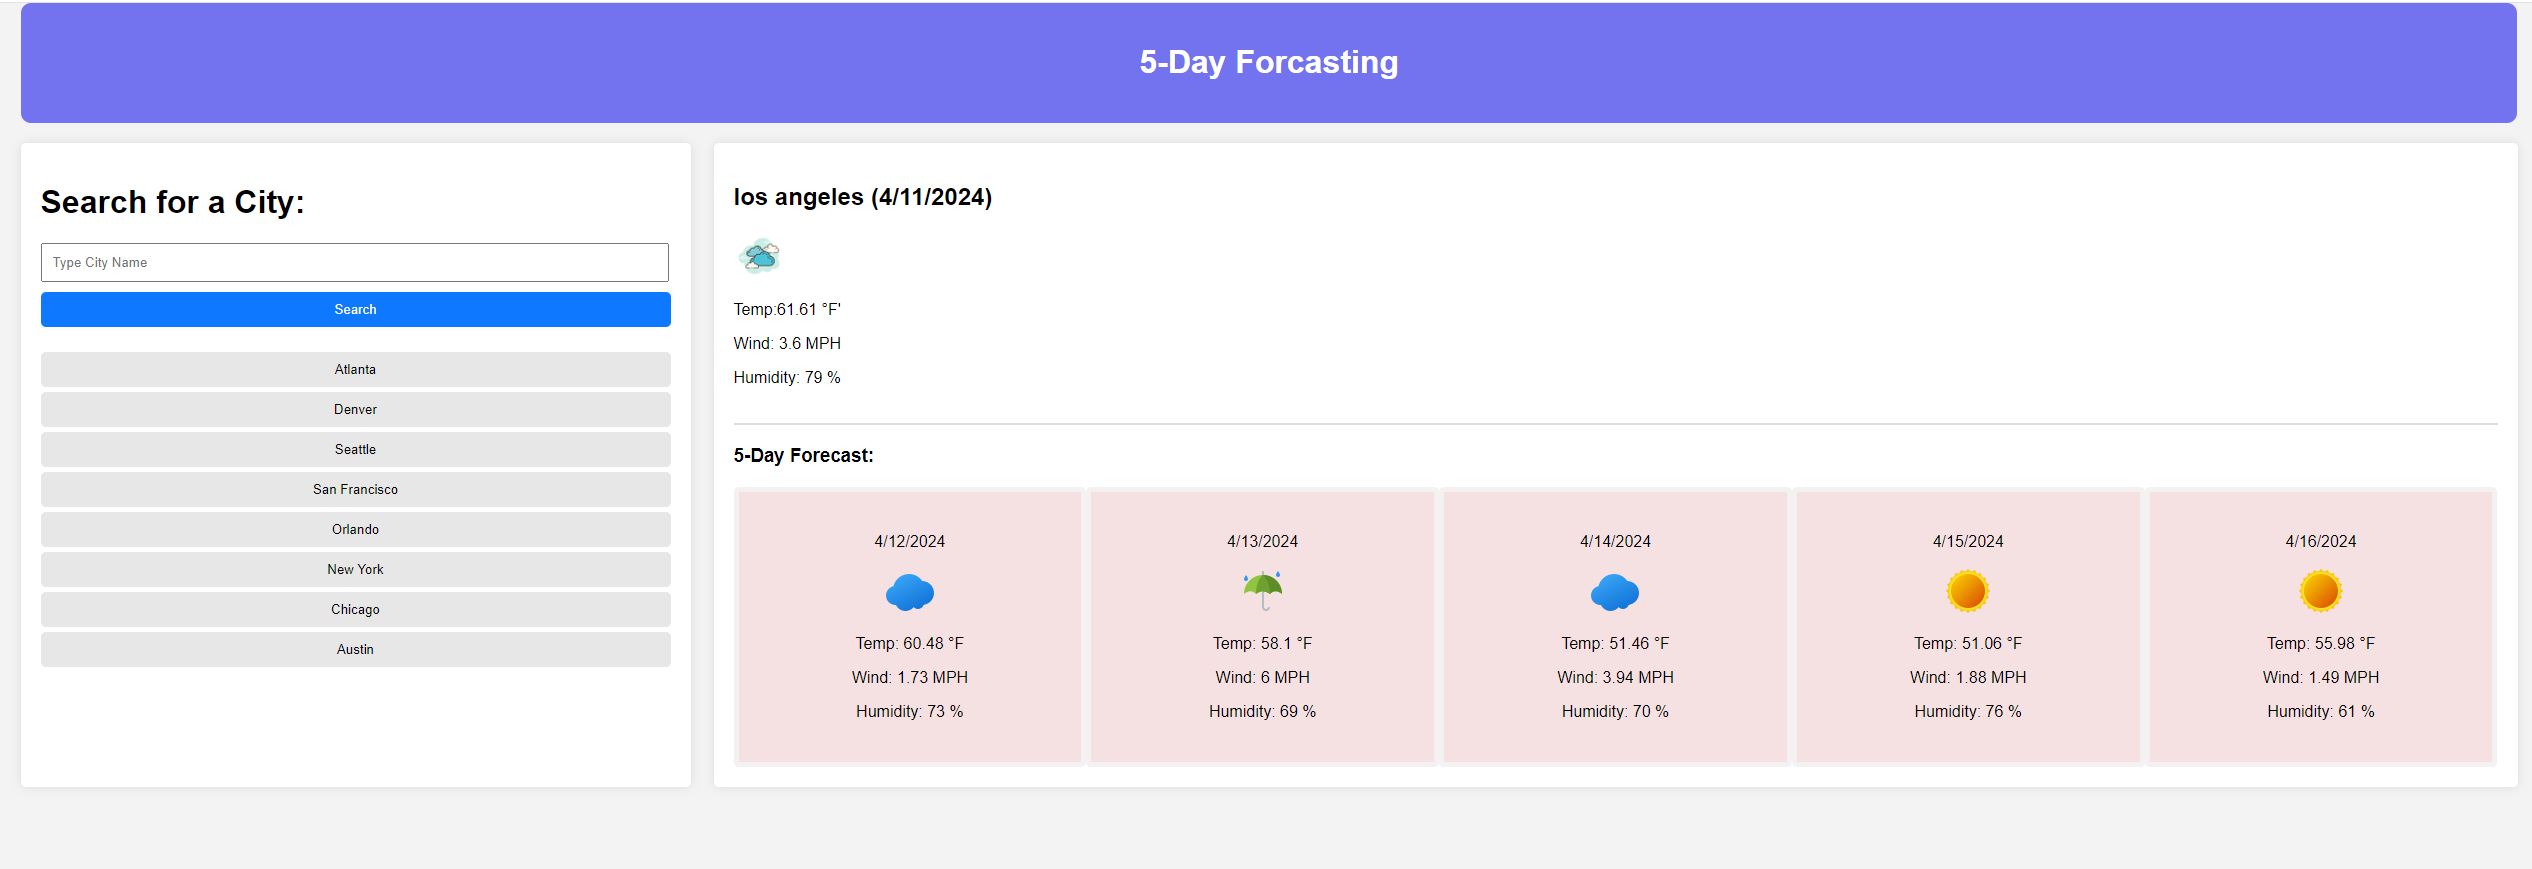 5-Day Forcasting
Search for a City:
Type City Name
Search
Atlanta
Denver
Seattle
San Francisco
Orlando
New York
Chicago
Austin
los angeles (4/11/2024)
Temp:61.61 °F'
Wind: 3.6 MPH
Humidity: 79 %
5-Day Forecast:
4/12/2024
Temp: 60.48 °F
Wind: 1.73 MPH
Humidity: 73 %
4/13/2024
Temp: 58.1 °F
Wind: 6 MPH
Humidity: 69 %
4/14/2024
Temp: 51.46 °F
Wind: 3.94 MPH
Humidity: 70 %
4/15/2024
Temp: 51.06 °F
Wind: 1.88 MPH
Humidity: 76 %
4/16/2024
Temp: 55.98 °F
Wind: 1.49 MPH
Humidity: 61 %